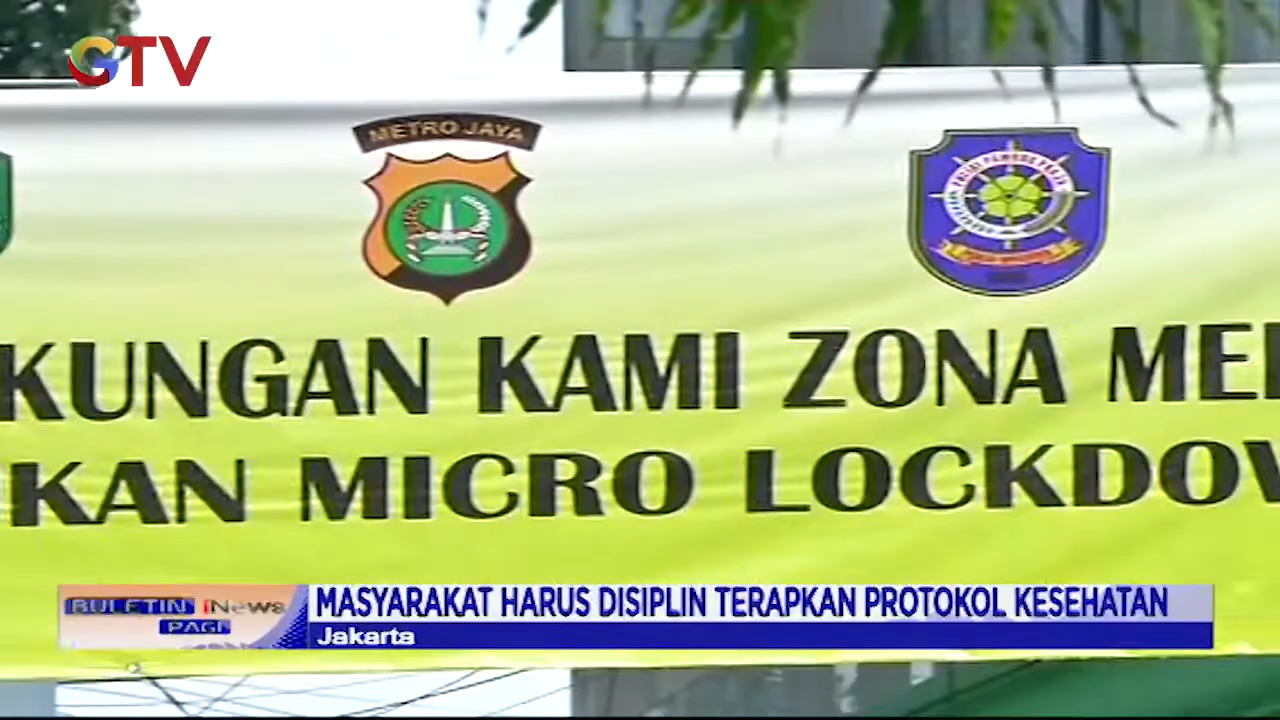 GTV
METRO JAYA
KUNGAN KAMI ZONA ME
KAN MICRO LOCKDOW
BULETIN iNews
PAGI
MASYARAKAT HARUS DISIPLIN TERAPKAN PROTOKOL KESEHATAN
Jakarta